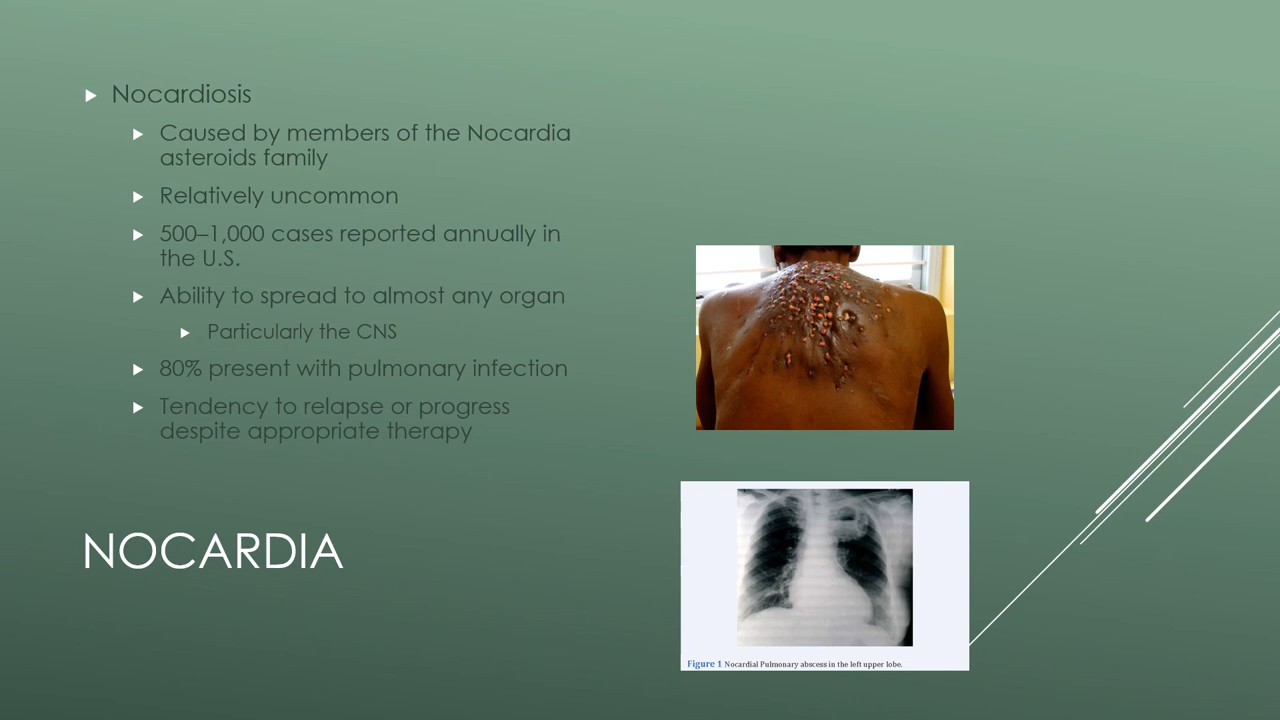 Nocardiosis
Caused by members of the Nocardia
asteroids family
Relatively uncommon
500–1,000 cases reported annually in
the U.S.
Ability to spread to almost any organ
Particularly the CNS
80% present with pulmonary infection
Tendency to relapse or progress
despite appropriate therapy
NOCARDIA
Figure 1 Nocardial Pulmonary abscess in the left upper lobe.